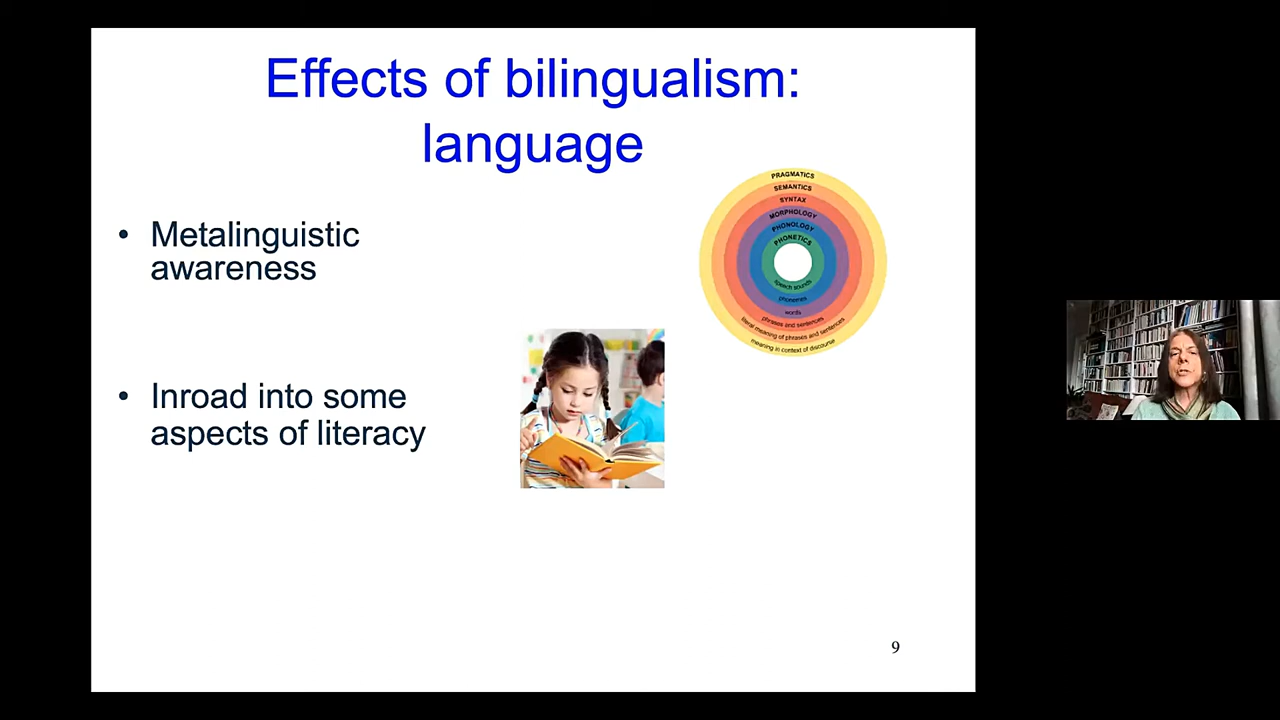 Effects of bilingualism:
language
• Metalinguistic
awareness
• Inroad into some
aspects of literacy
PRAGMATICS
SEMANTICS
SYNTAX
MORPHOLOGY
PHONOLOGY
PHONETICS
speech sounds
phonemes
words
phrases and sentences
literal meaning of phrases and sentences
meaning in context of discourse
9